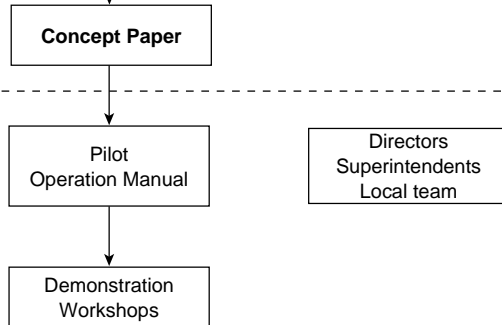 Concept Paper
Pilot
Operation Manual
Directors
Superintendents
Local team
Demonstration
Workshops